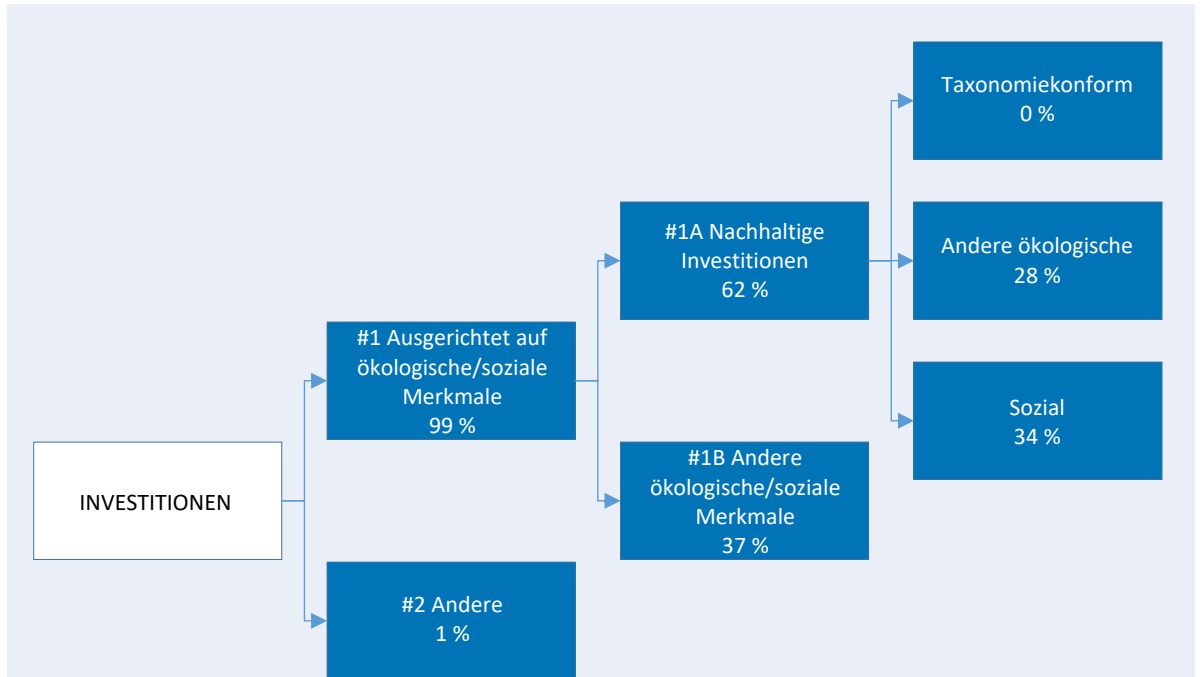 INVESTITIONEN
#1 Ausgerichtet auf
ökologische/soziale
Merkmale
99 %
#2 Andere
1 %
#1A Nachhaltige
Investitionen
62 %
#1B Andere
ökologische/soziale
Merkmale
37 %
Taxonomiekonform
0 %
Andere ökologische
28 %
Sozial
34 %